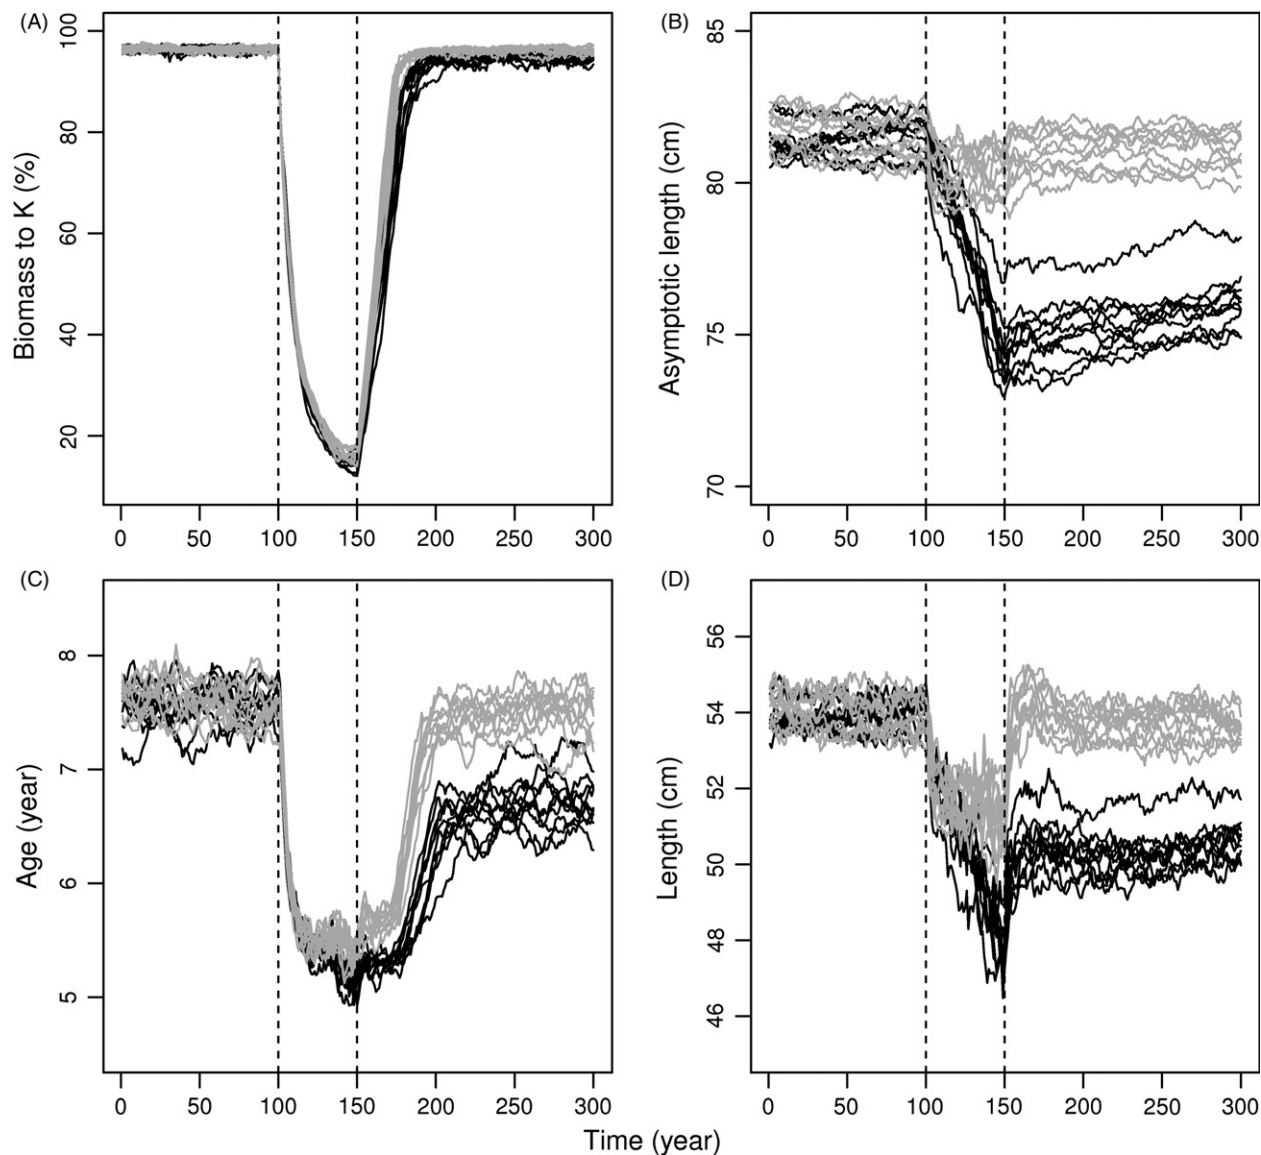 (A)
Biomass to K (%)
100
80
60
40
20
0 50 100 150 200 250 300
(B)
Asymptotic length (cm)
85
80
75
70
0 50 100 150 200 250 300
(C)
Age (year)
8
7
6
5
0 50 100 150 200 250 300
(D)
Length (cm)
56
54
52
50
48
46
0 50 100 150 200 250 300
Time (year)